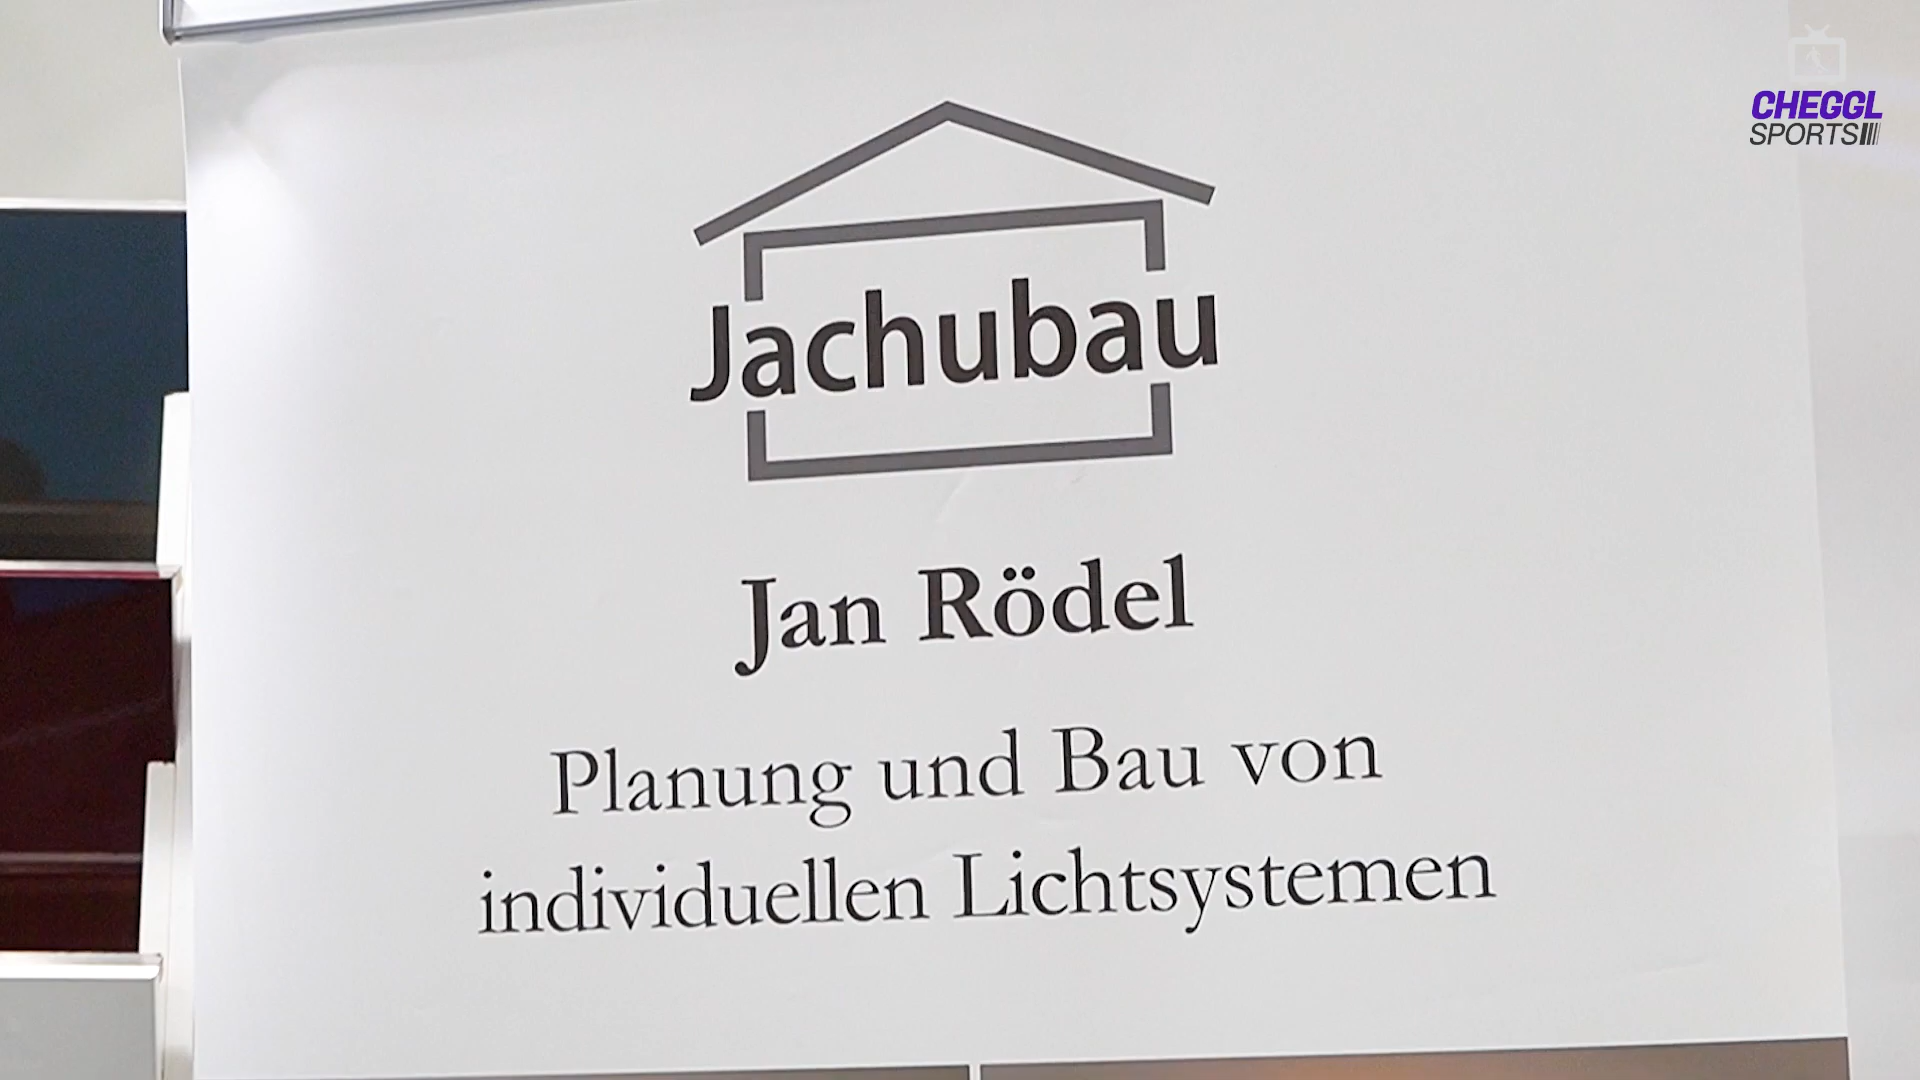 CHEGGL
SPORTS
Jachubau
Jan Rödel
Planung und Bau von
individuellen Lichtsystemen